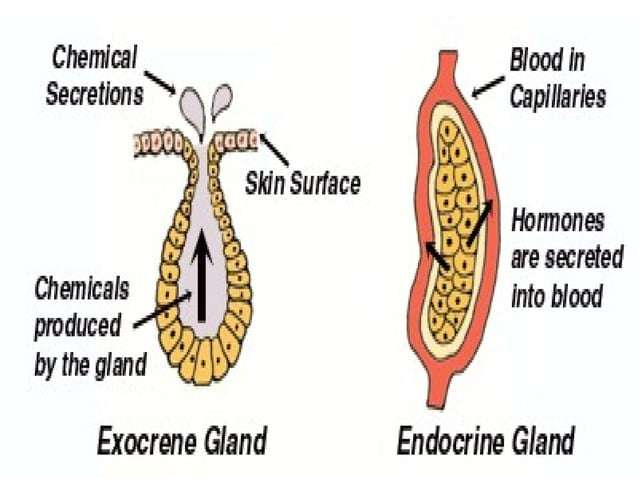 Chemical
Secretions
Skin Surface
Chemicals
produced
by the gland
Exocrene Gland
Blood in
Capillaries
Hormones
are secreted
into blood
Endocrine Gland